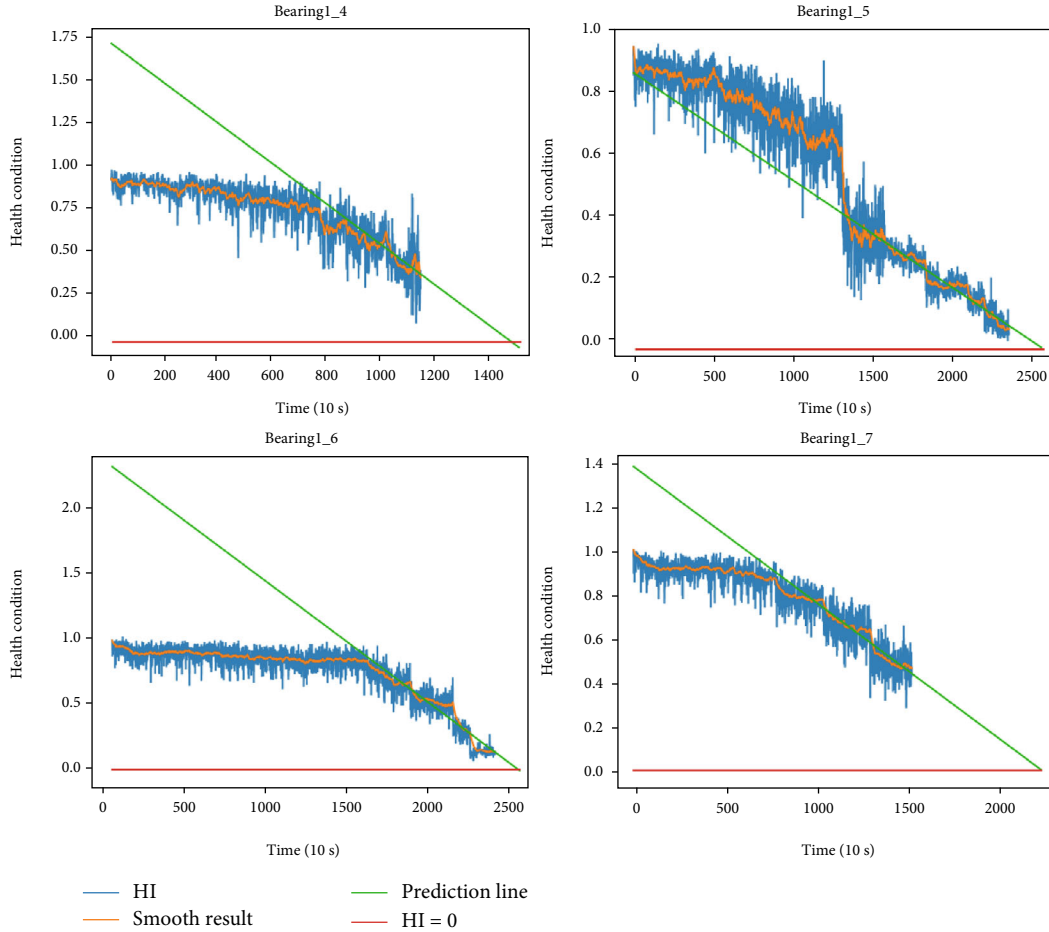 Bearing1_4
Health condition
1.75
1.50
1.25
1.00
0.75
0.50
0.25
0.00
0 200 400 600 800 1000 1200 1400
Time (10 s)
Bearing1_5
Health condition
1.0
0.8
0.6
0.4
0.2
0.0
0 500 1000 1500 2000 2500
Time (10 s)
Bearing1_6
Health condition
2.0
1.5
1.0
0.5
0.0
0 500 1000 1500 2000 2500
Time (10 s)
Bearing1_7
Health condition
1.4
1.2
1.0
0.8
0.6
0.4
0.2
0.0
0 500 1000 1500 2000
Time (10 s)
HI
Smooth result
Prediction line
HI = 0